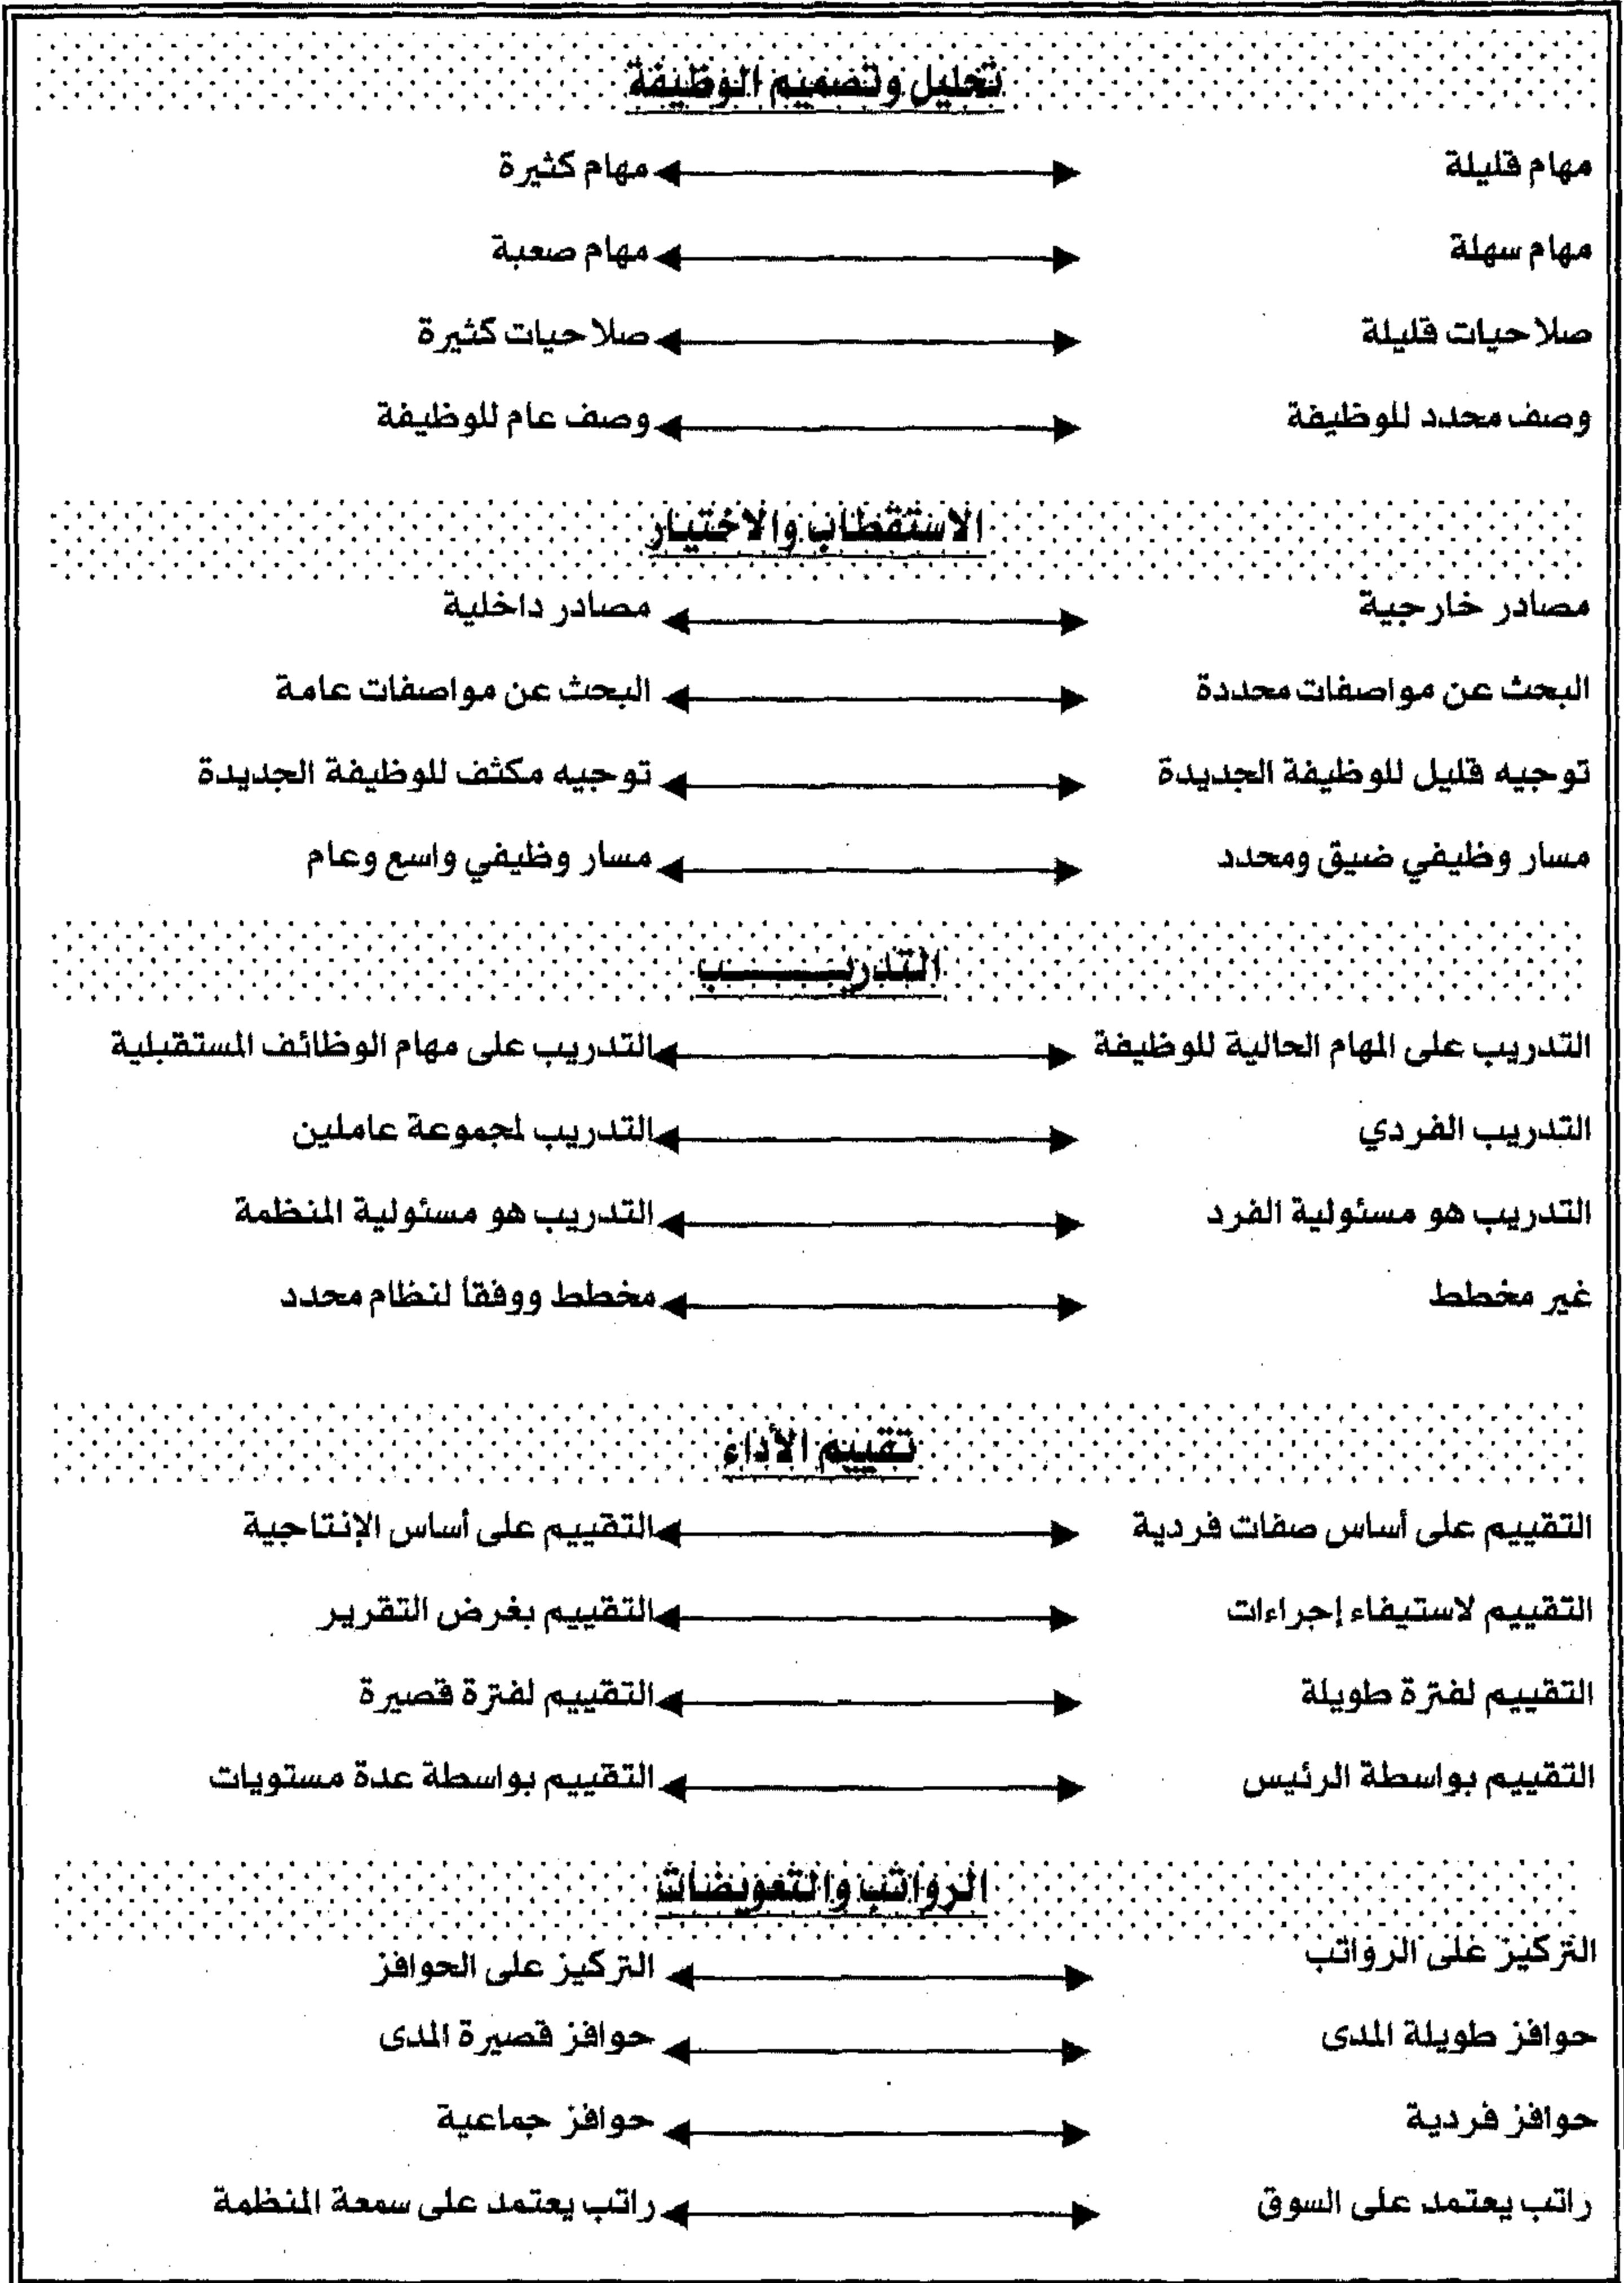 تحليل وتصميم الوظيفة
مهام قليلة مهام كثيرة
مهام سهلة مهام صعبة
صلاحيات قليلة صلاحيات كثيرة
وصف محدد للوظيفة وصف عام للوظيفة
الاستقطاب والاختيار
مصادر خارجية مصادر داخلية
البحث عن مواصفات محددة البحث عن مواصفات عامة
توجيه قليل للوظيفة الجديدة توجيه مكثف للوظيفة الجديدة
مسار وظيفي ضيق ومحدد مسار وظيفي واسع وعام
التدريـــــب
التدريب على المهام الحالية للوظيفة التدريب على مهام الوظائف المستقبلية
التدريب الفردي التدريب لمجموعة عاملين
التدريب هو مسئولية الفرد التدريب هو مسئولية المنظمة
غير مخطط مخطط ووفقا لنظام محدد
تقييم الأداء
التقييم على أساس صفات فردية التقييم على أساس الإنتاجية
التقييم لاستيفاء إجراءات التقييم بغرض التقرير
التقييم لفترة طويلة التقييم لفترة قصيرة
التقييم بواسطة الرئيس التقييم بواسطة عدة مستويات
الرواتب والتعويضات
التركيز على الرواتب التركيز على الحوافز
حوافز طويلة المدى حوافز قصيرة المدى
حوافز فردية حوافز جماعية
راتب يعتمد على السوق راتب يعتمد على سمعة المنظمة